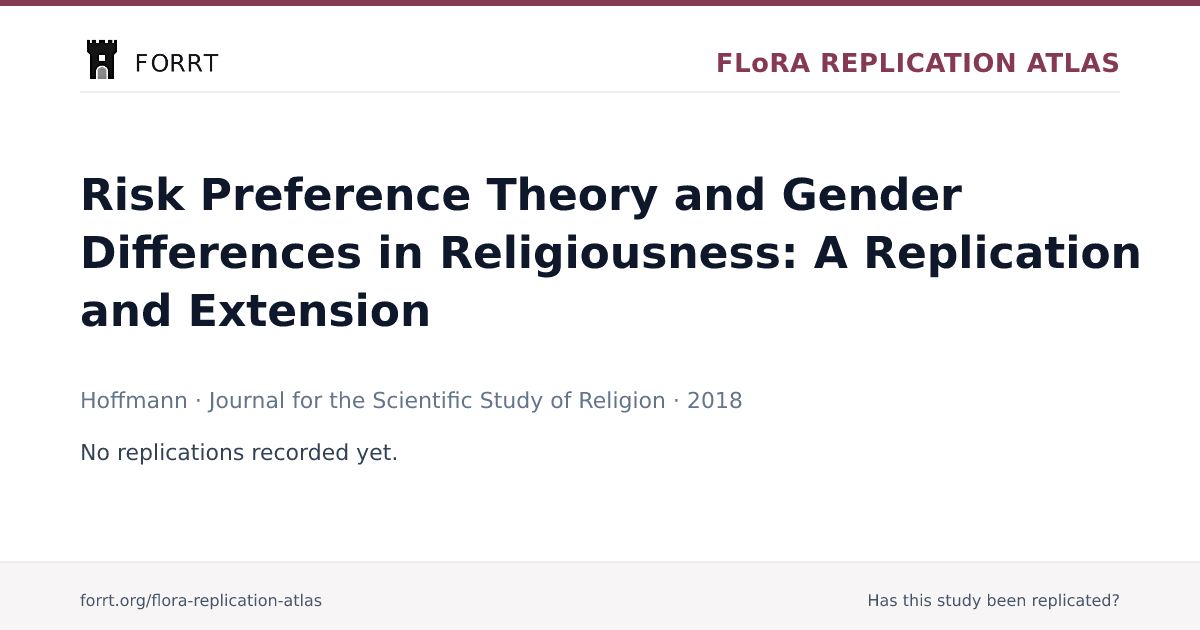 FORRT
FLoRA REPLICATION ATLAS
Risk Preference Theory and Gender
Differences in Religiousness: A Replication
and Extension
Hoffmann · Journal for the Scientific Study of Religion · 2018
No replications recorded yet.
forrt.org/flora-replication-atlas
Has this study been replicated?